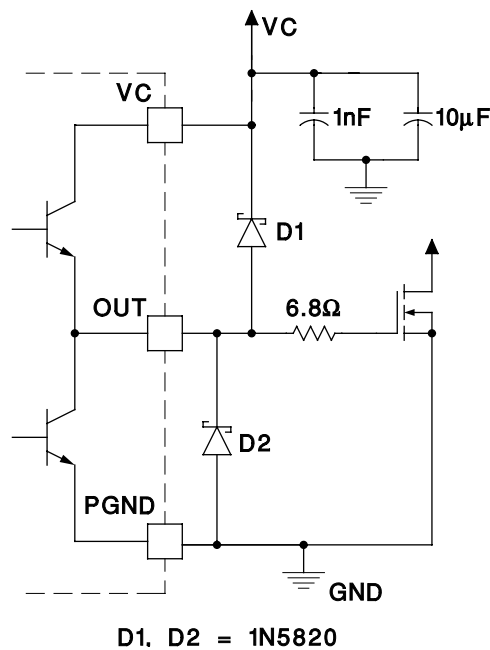 VC
VC
1nF
10µF
D1
OUT
6.8Ω
D2
PGND
GND
D1, D2 = 1N5820